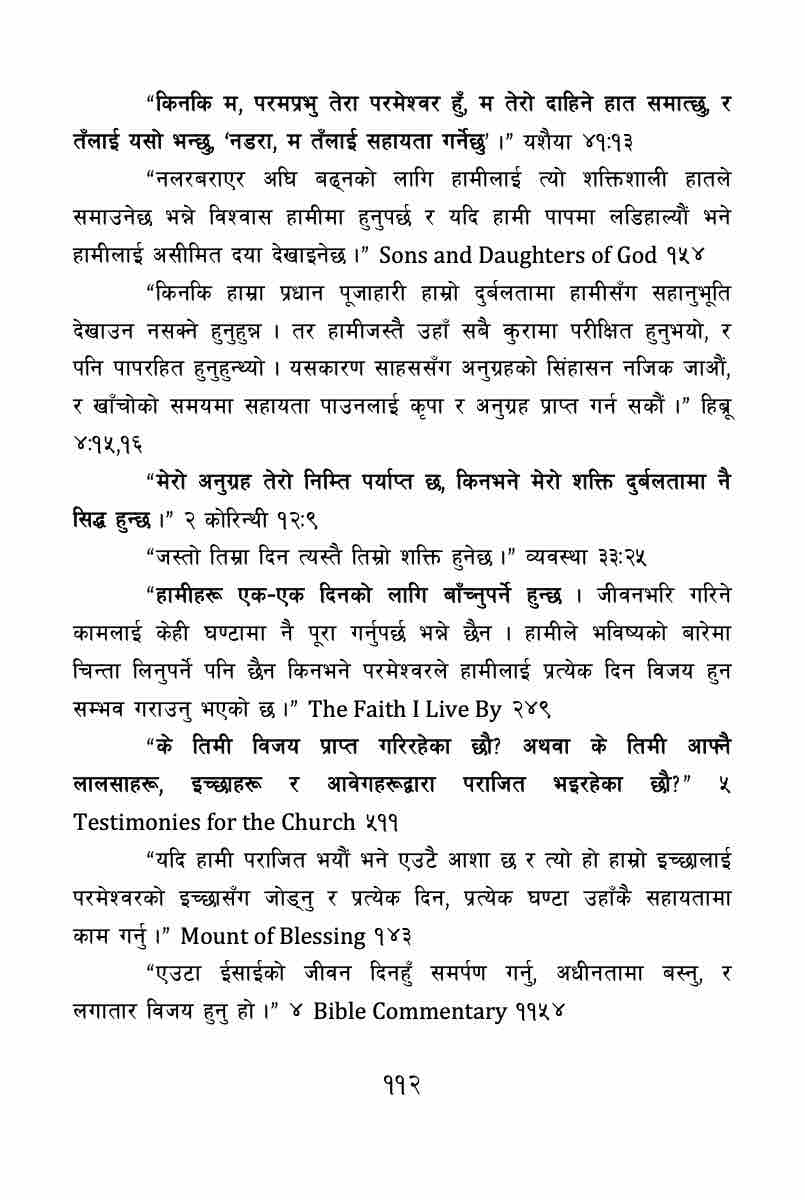 “किनकि म, परमप्रभु तेरा परमेश्वर हुँ, म तेरो दाहिने हात समात्छु, र
तँलाई यसो भन्छु, ‘नडरा, म तँलाई सहायता गर्नेछु’ ।” यशैया ४१:१३
“नलरबराएर अघि बढ्नको लागि हामीलाई त्यो शक्तिशाली हातले
समाउनेछ भन्ने विश्वास हामीमा हुनुपर्छ र यदि हामी पापमा लडिहाल्यौं भने
हामीलाई असीमित दया देखाइनेछ ।” Sons and Daughters of God १५४
“किनकि हाम्रा प्रधान पूजाहारी हाम्रो दुर्बलतामा हामीसँग सहानुभूति
देखाउन नसक्ने हुनुहुन्न । तर हामीजस्तै उहाँ सबै कुरामा परीक्षित हुनुभयो, र
पनि पापरहित हुनुहुन्थ्यो । यसकारण साहससँग अनुग्रहको सिंहासन नजिक जाऔं,
र खाँचोको समयमा सहायता पाउनलाई कृपा र अनुग्रह प्राप्त गर्न सकौं ।” हिब्रू
४:१५,१६
“मेरो अनुग्रह तेरो निम्ति पर्याप्त छ, किनभने मेरो शक्ति दुर्बलतामा नै
सिद्ध हुन्छ ।” २ कोरिन्थी १२:९
“जस्तो तिम्रा दिन त्यस्तै तिम्रो शक्ति हुनेछ ।” व्यवस्था ३३:२५
“हामीहरू एक-एक दिनको लागि बाँच्नुपर्ने हुन्छ । जीवनभरि गरिने
कामलाई केही घण्टामा नै पूरा गर्नुपर्छ भन्ने छैन । हामीले भविष्यको बारेमा
चिन्ता लिनुपर्ने पनि छैन किनभने परमेश्वरले हामीलाई प्रत्येक दिन विजय हुन
सम्भव गराउनु भएको छ ।” The Faith I Live By २४९
“के तिमी विजय प्राप्त गरिरहेका छौ? अथवा के तिमी आफ्नै
लालसाहरू, इच्छाहरू र आवेगहरूद्वारा पराजित भइरहेका छौ?” ५
Testimonies for the Church ५११
“यदि हामी पराजित भयौं भने एउटै आशा छ र त्यो हो हाम्रो इच्छालाई
परमेश्वरको इच्छासँग जोड्नु र प्रत्येक दिन, प्रत्येक घण्टा उहाँकै सहायतामा
काम गर्नु ।” Mount of Blessing १४३
“एउटा ईसाईको जीवन दिनहुँ समर्पण गर्नु, अधीनतामा बस्नु, र
लगातार विजय हुनु हो ।” ४ Bible Commentary ११५४
११२